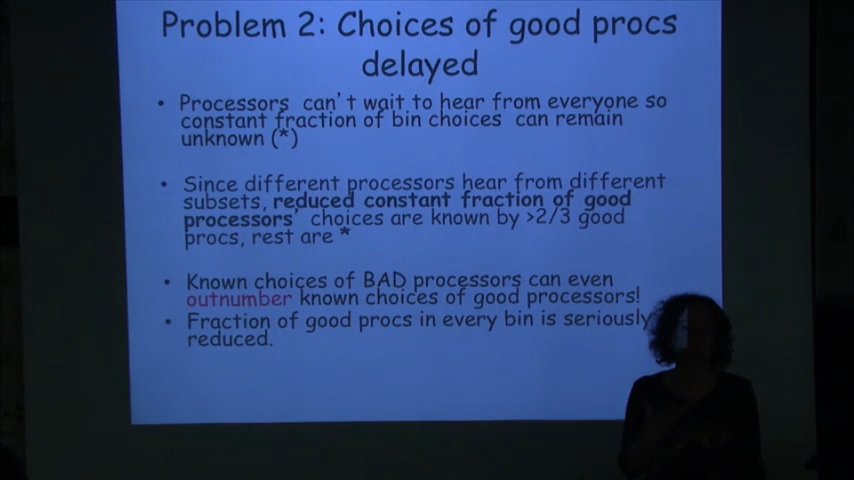 Problem 2: Choices of good procs
delayed
• Processors can't wait to hear from everyone so
constant fraction of bin choices can remain
unknown (*)
• Since different processors hear from different
subsets, reduced constant fraction of good
processors' choices are known by >2/3 good
procs, rest are *
• Known choices of BAD processors can even
outnumber known choices of good processors!
• Fraction of good procs in every bin is seriously
reduced.